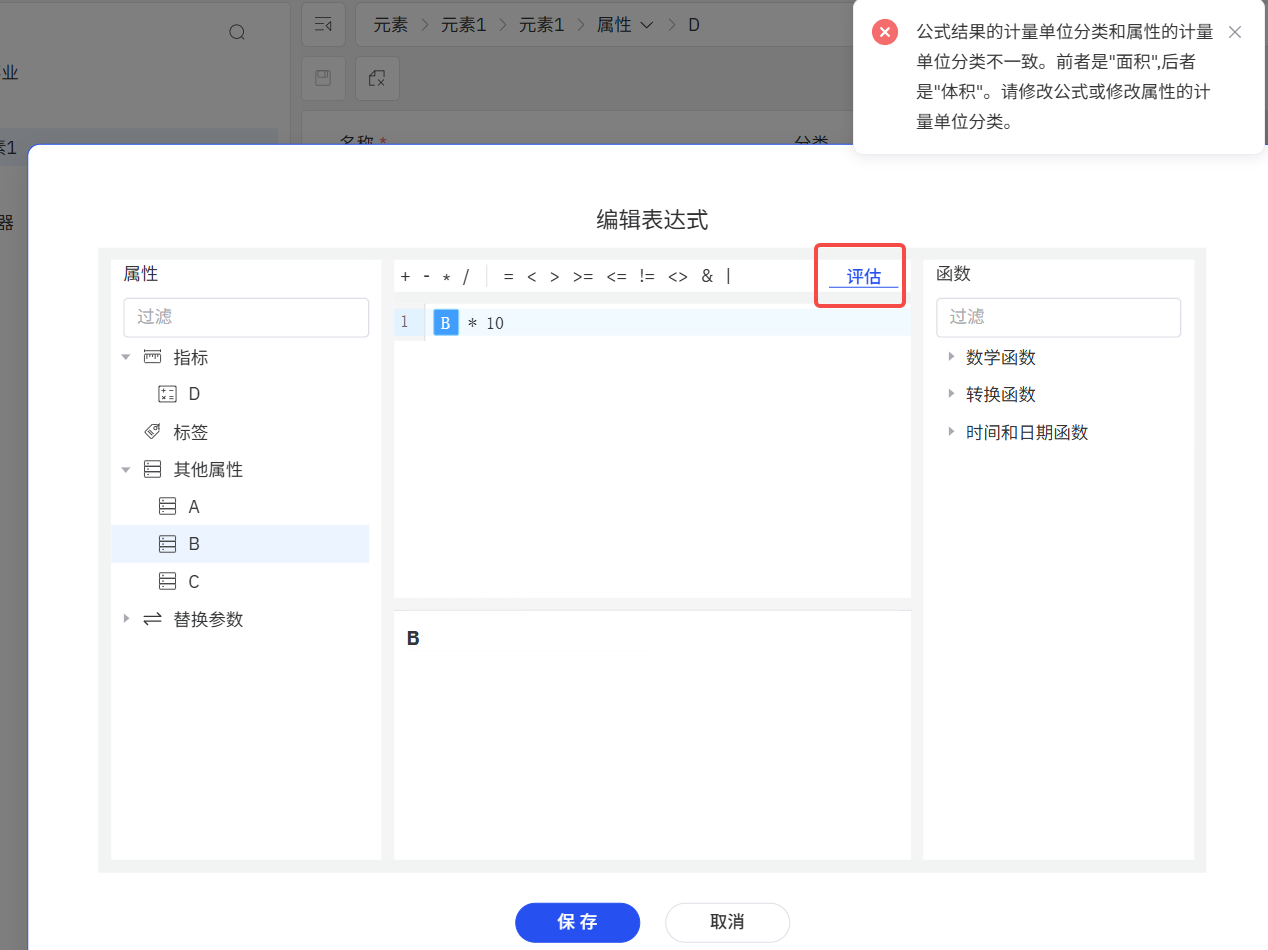 元素 > 元素1 > 元素1 > 属性 > D
公式结果的计量单位分类和属性的计量
单位分类不一致。前者是"面积",后者
是"体积"。请修改公式或修改属性的计
量单位分类。
业
名称 *
分类
素1
器
编辑表达式
属性
过滤
指标
D
标签
其他属性
A
B
C
替换参数
+ - * / = < > >= <= != <> & |
评估
1 B * 10
B
函数
过滤
数学函数
转换函数
时间和日期函数
保存
取消